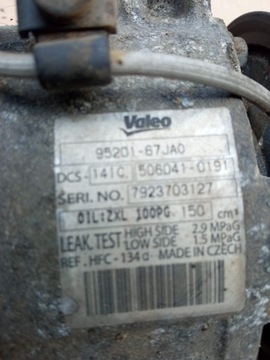 Valeo
95201-67JA0
DCS-141C 506041-0191
SERI.NO. 7923703127
OIL:ZXL 100PG 150 cm³
LEAK.TEST HIGH SIDE 2.9 MPaG
LOW SIDE 1.5 MPaG
REF.HFC-134a MADE IN CZECH